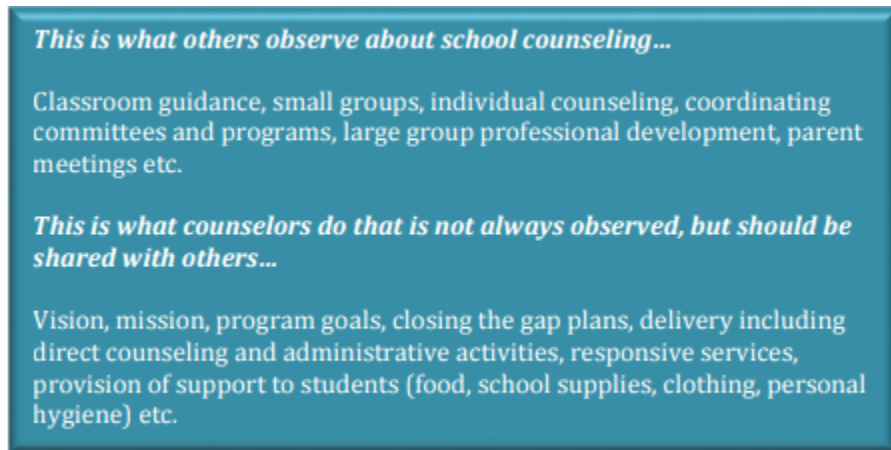 This is what others observe about school counseling…
Classroom guidance, small groups, individual counseling, coordinating
committees and programs, large group professional development, parent
meetings etc.
This is what counselors do that is not always observed, but should be
shared with others…
Vision, mission, program goals, closing the gap plans, delivery including
direct counseling and administrative activities, responsive services,
provision of support to students (food, school supplies, clothing, personal
hygiene) etc.